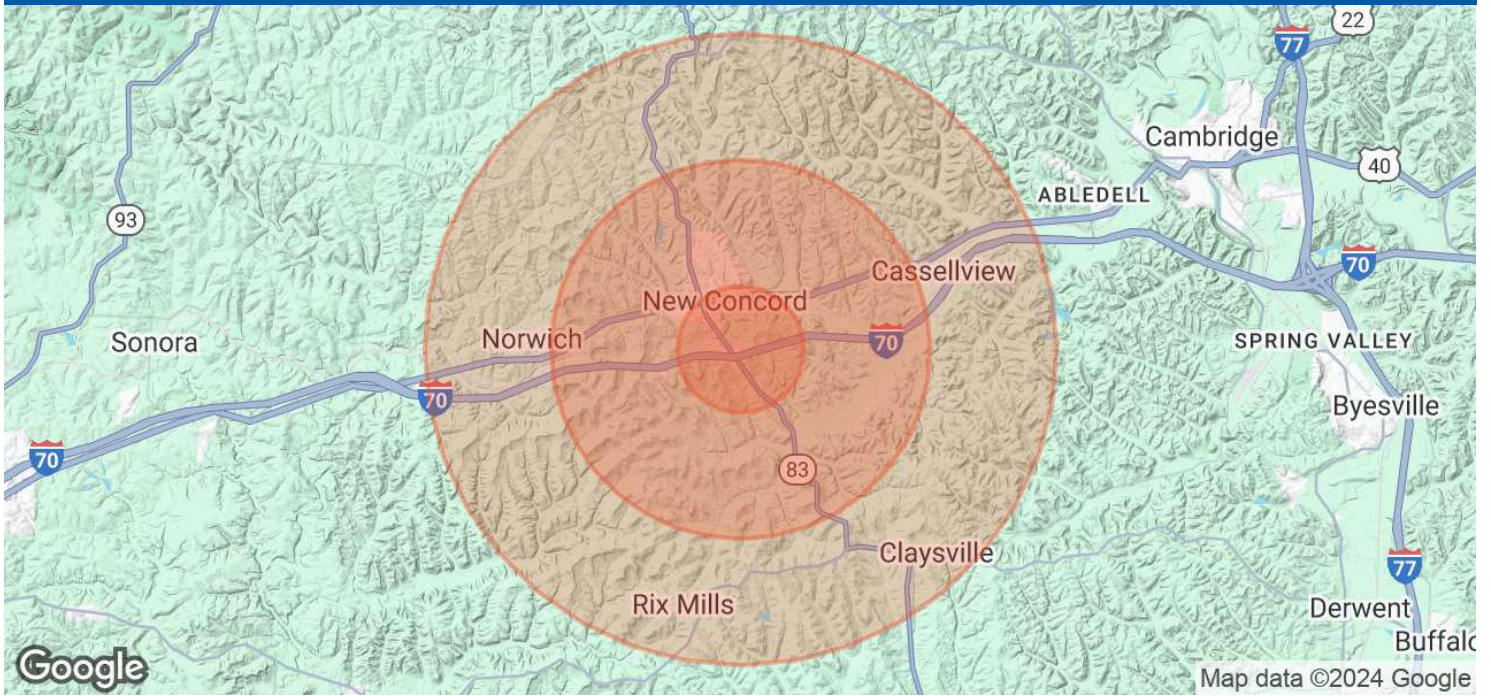 22
77
Cambridge
40
ABLEDELL
93
Cassellview
70
New Concord
Norwich
70
Sonora
SPRING VALLEY
70
Byesville
70
83
Claysville
77
Rix Mills
Derwent
Buffalo
Google
Map data ©2024 Google